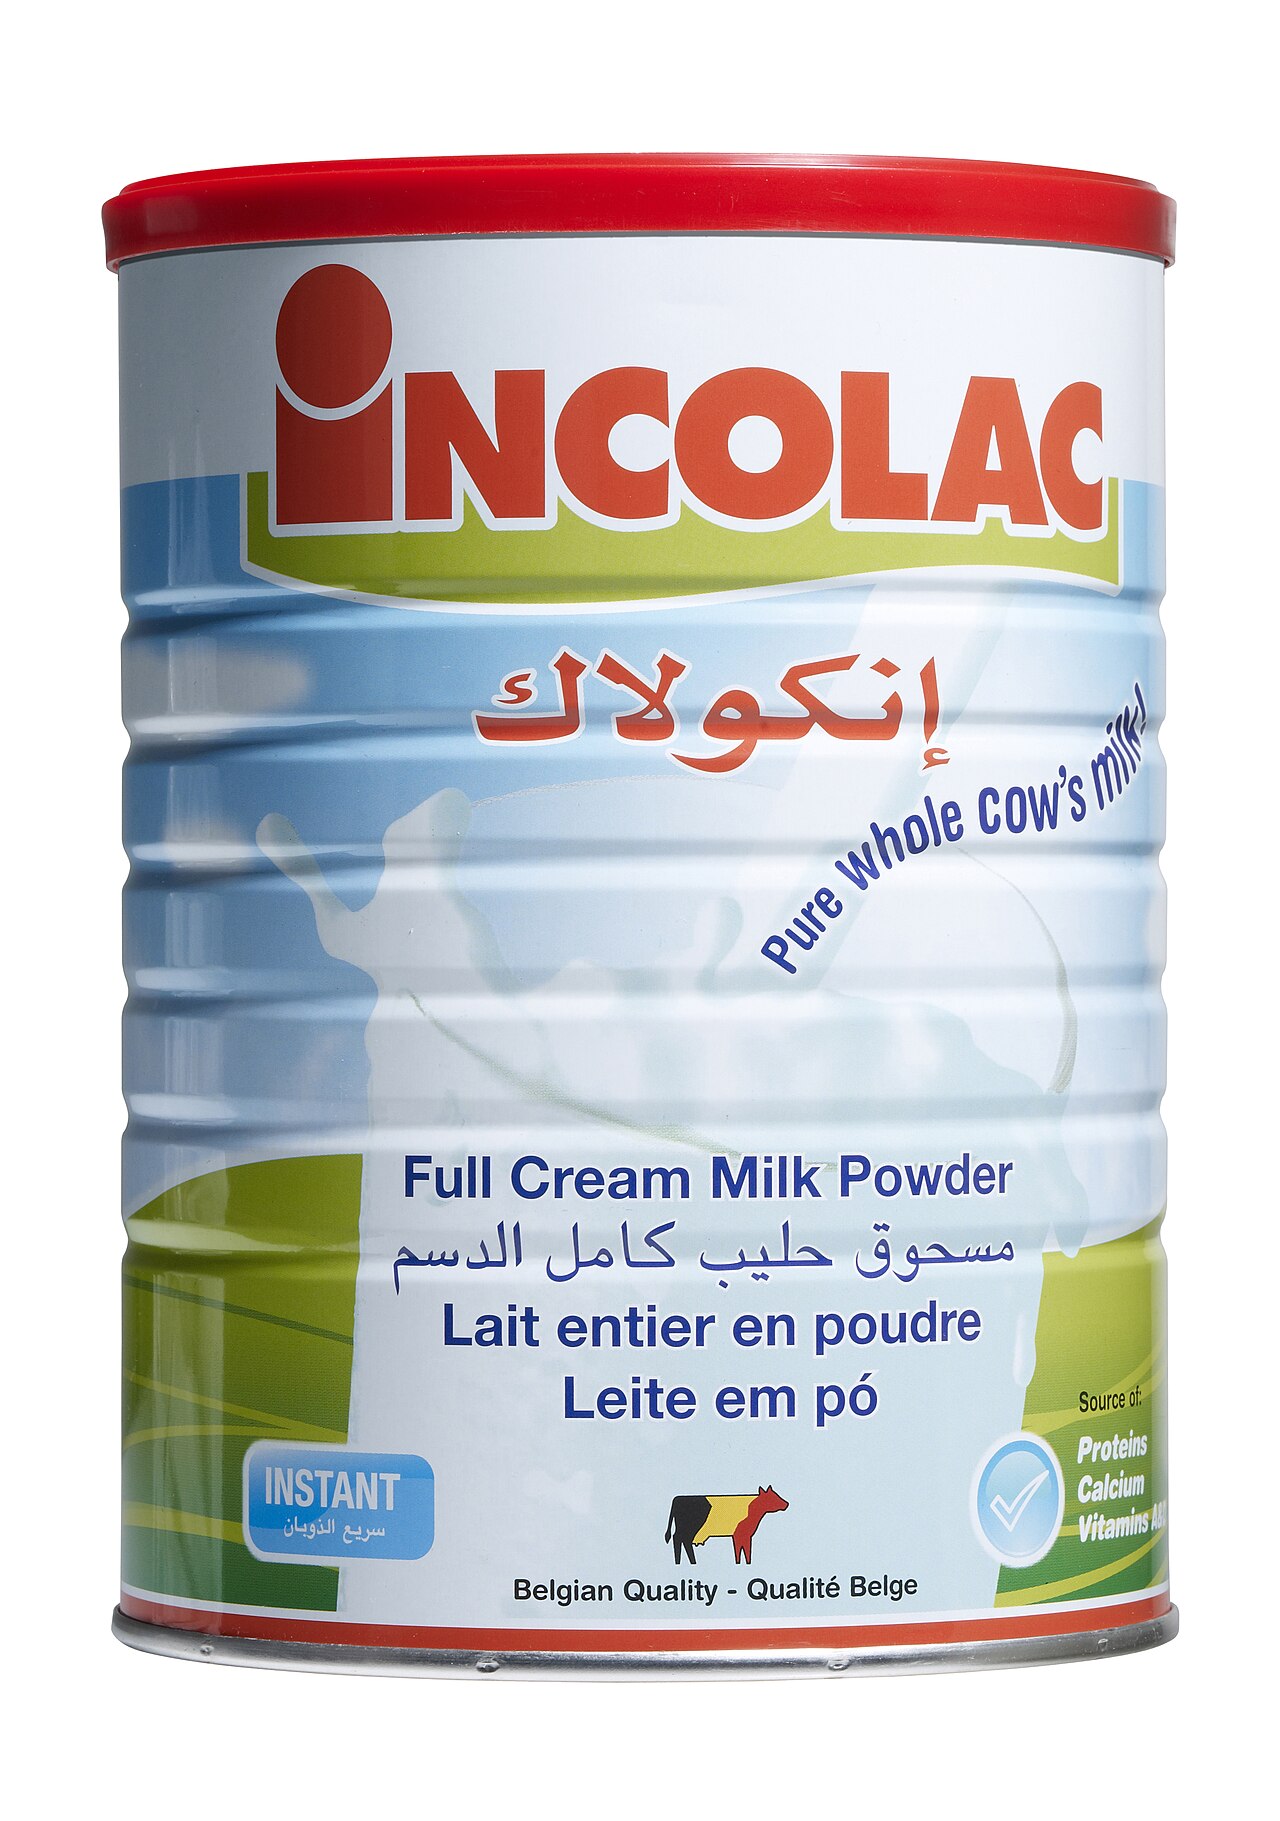 iNCOLAC
إنكولاك
Pure whole cow's milk!
Full Cream Milk Powder
مسحوق حليب كامل الدسم
Lait entier en poudre
Leite em pó
INSTANT
سريع الذوبان
Source of:
Proteins
Calcium
Vitamins
Belgian Quality - Qualité Belge